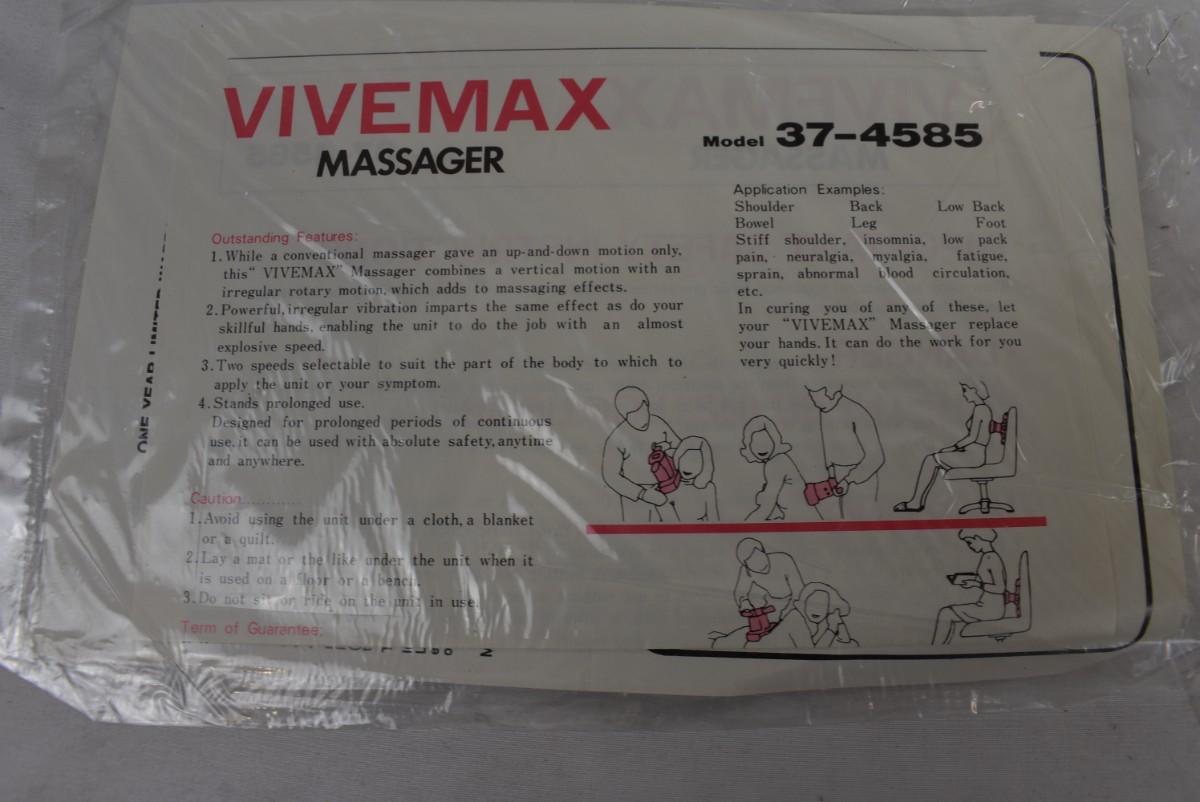 VIVEMAX
MASSAGER
Model 37-4585
Application Examples:
Shoulder Back Low Back
Bowel Leg Foot
Stiff shoulder, insomnia, low pack
pain, neuralgia, myalgia, fatigue,
sprain, abnormal blood circulation,
etc.
In curing you of any of these, let
your "VIVEMAX" Massager replace
your hands. It can do the work for you
very quickly!
Outstanding Features:
1. While a conventional massager gave an up-and-down motion only,
this "VIVEMAX" Massager combines a vertical motion with an
irregular rotary motion, which adds to massaging effects.
2. Powerful, irregular vibration imparts the same effect as do your
skillful hands, enabling the unit to do the job with an almost
explosive speed.
3. Two speeds selectable to suit the part of the body to which to
apply the unit or your symptom.
4. Stands prolonged use.
Designed for prolonged periods of continuous
use, it can be used with absolute safety, anytime
and anywhere.
Caution............
1. Avoid using the unit under a cloth, a blanket
or a quilt.
2. Lay a mat or the like under the unit when it
is used on a floor or a bench.
3. Do not sit or ride on the unit in use.
Term of Guarantee:
ONE YEAR LIMITED